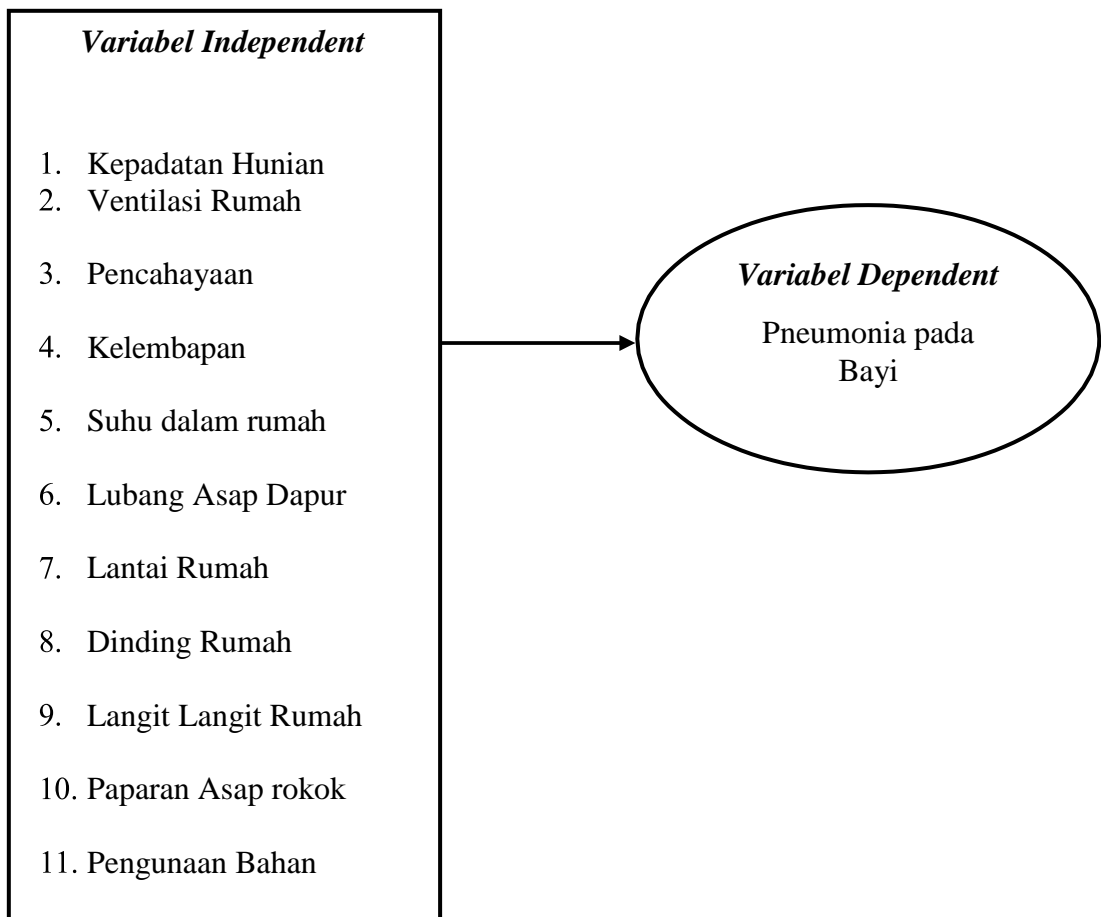 Variabel Independent
1. Kepadatan Hunian
2. Ventilasi Rumah
3. Pencahayaan
4. Kelembapan
5. Suhu dalam rumah
6. Lubang Asap Dapur
7. Lantai Rumah
8. Dinding Rumah
9. Langit Langit Rumah
10. Paparan Asap rokok
11. Pengunaan Bahan
Variabel Dependent
Pneumonia pada
Bayi